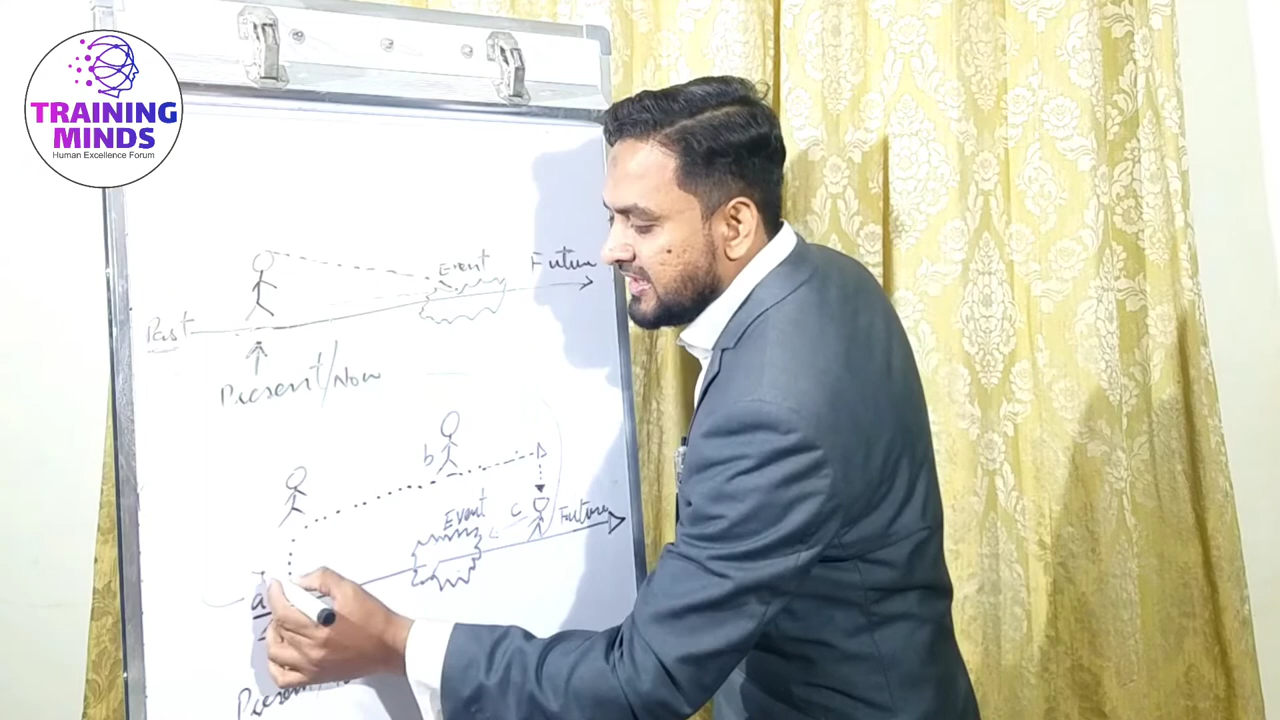 TRAINING
MINDS
Human Excellence Forum
Event
Future
Past
Present/Now
b
Event
c
Future
a